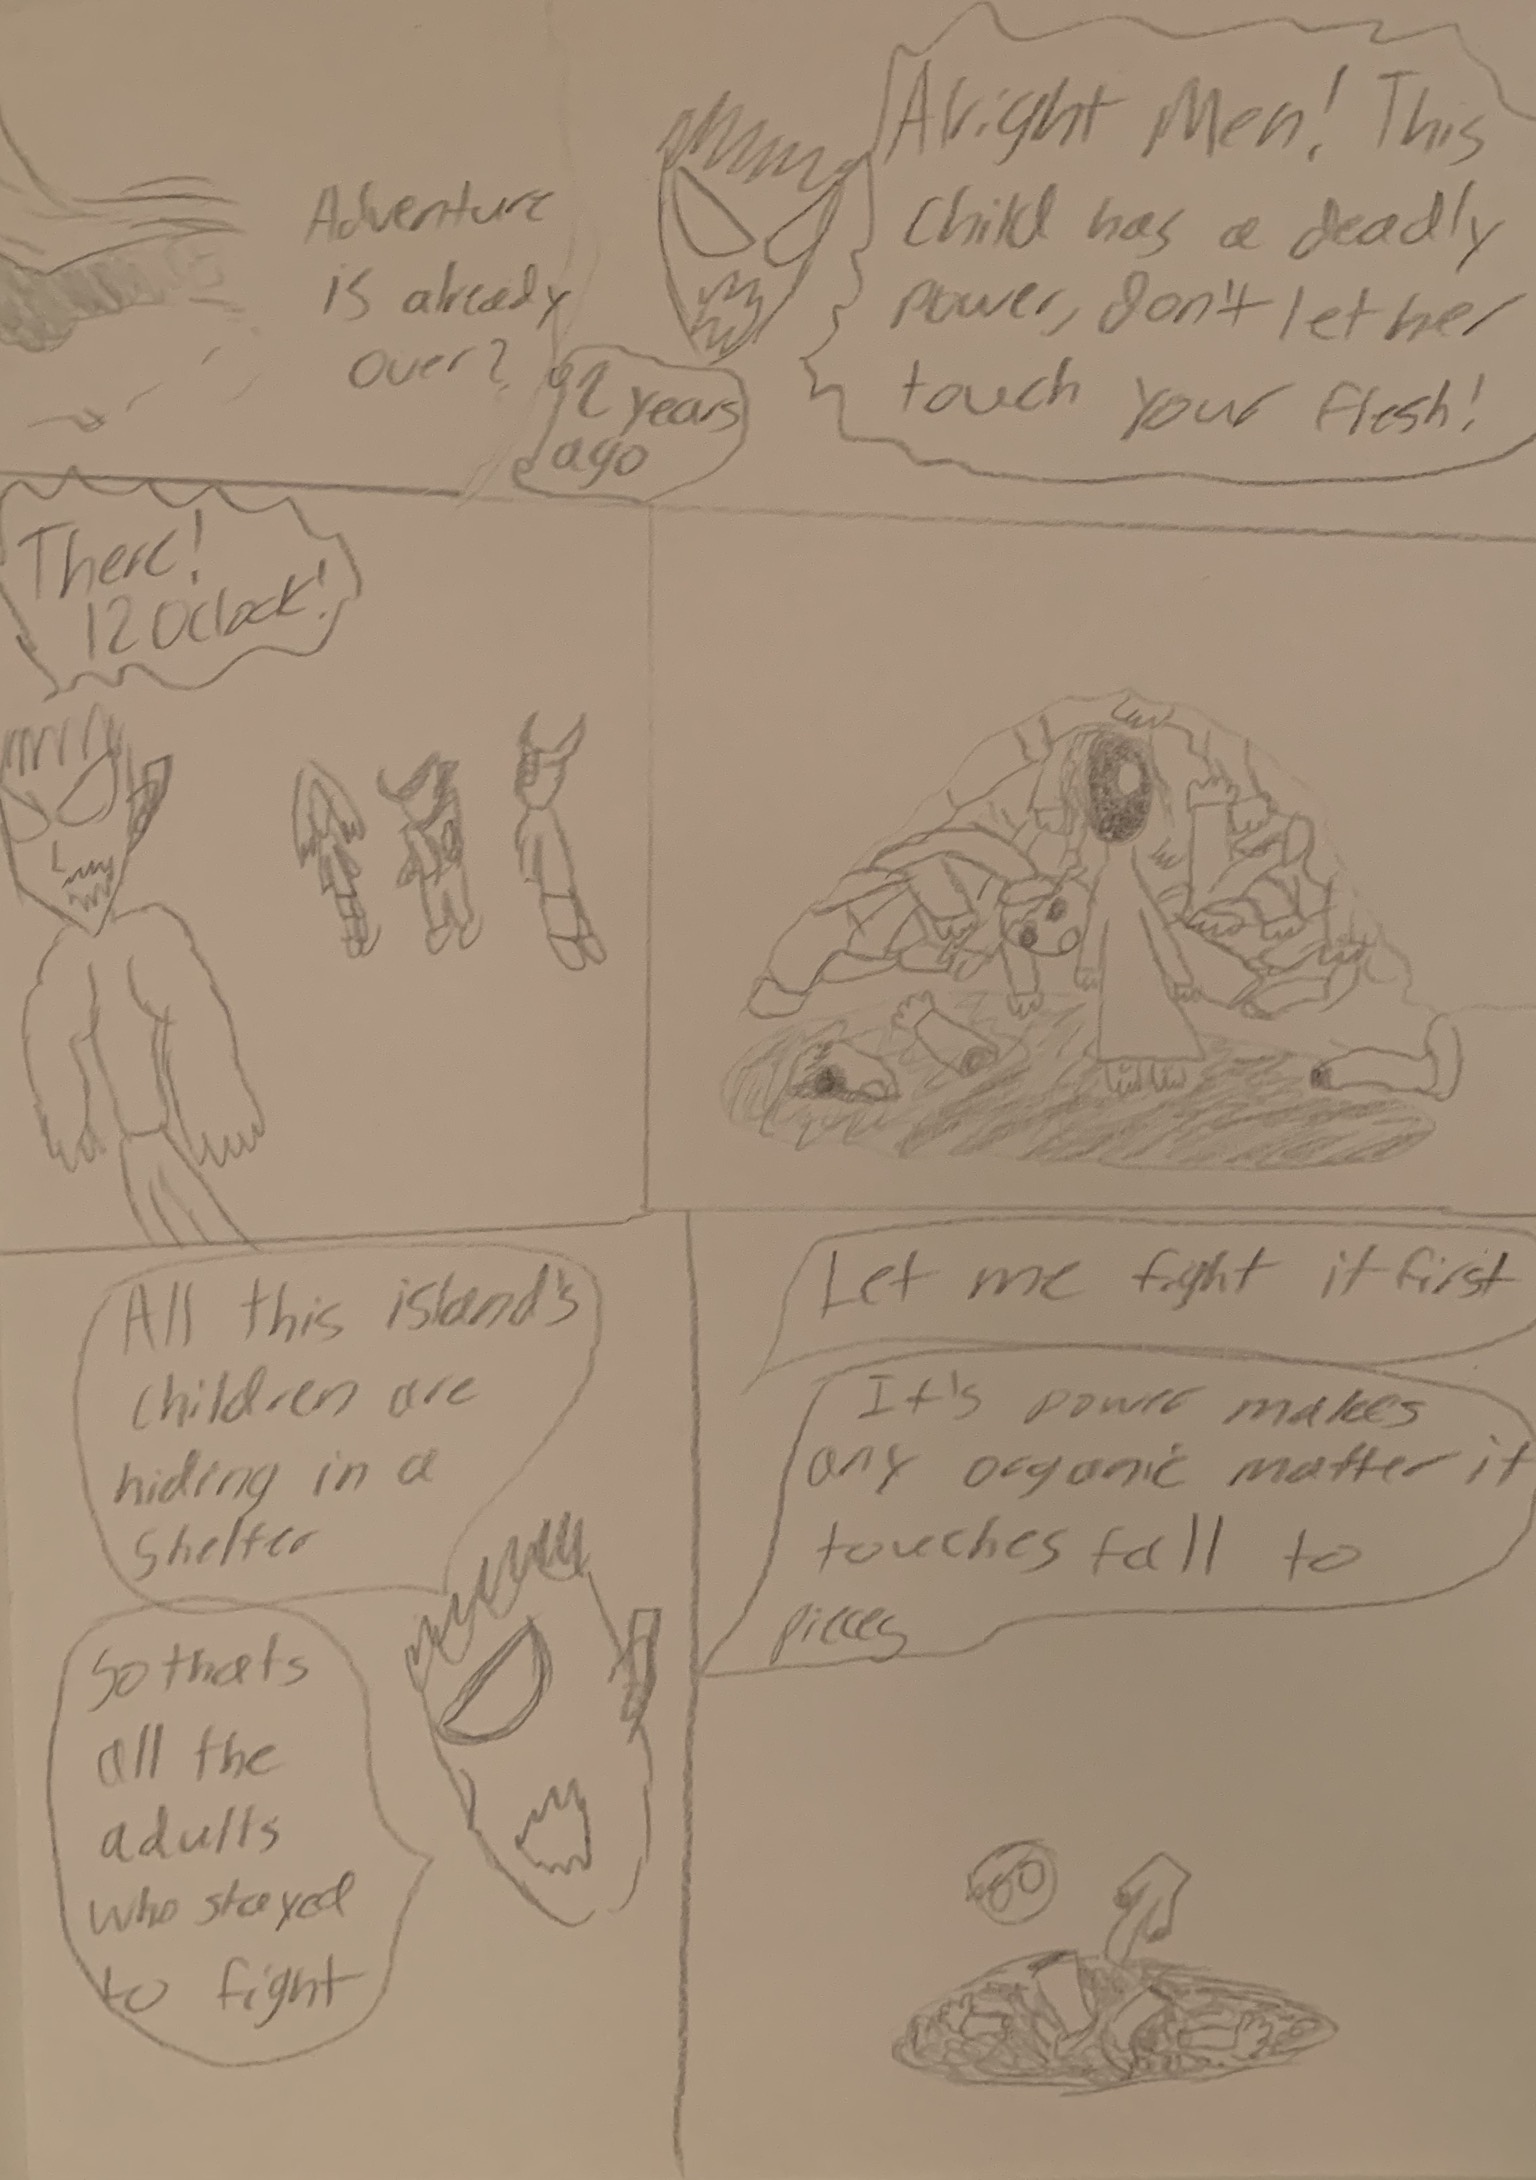 Adventure
is already
over?
Alright Men! This
Child has a deadly
power, don't let her
touch your flesh!
2 years
ago
There!
12 Oclock!
All this island's
children are
hiding in a
shelter
So thats
all the
adults
who stayed
to fight
Let me fight it first
It's power makes
any organic matter it
touches fall to
pieces